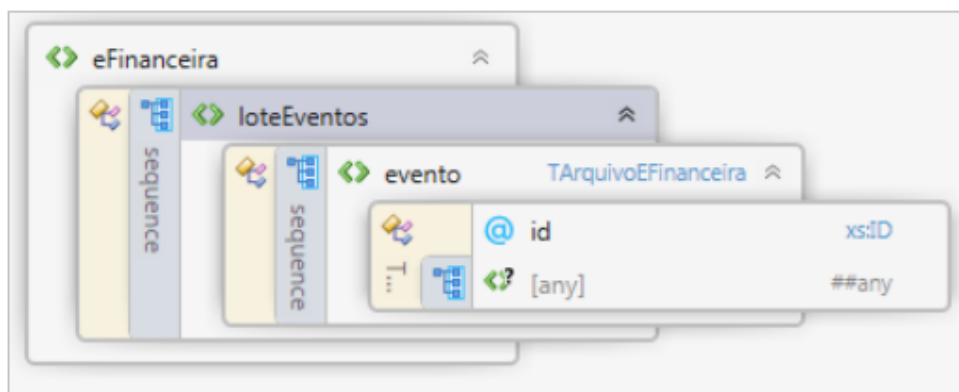 eFinanceira
loteEventos
sequence
evento TArquivoEFinanceira
sequence
@ id xs:ID
T...
[any] ##any